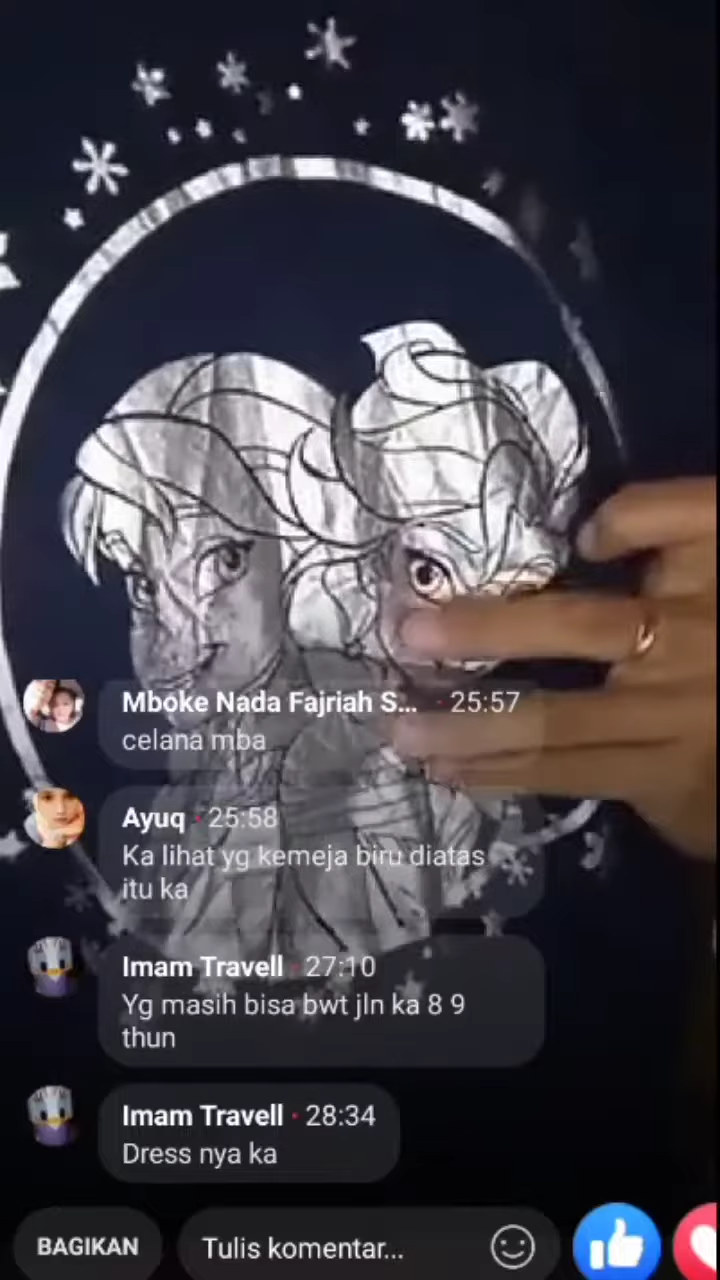 Mboke Nada Fajriah S... · 25:57
celana mba
Ayuq · 25:58
Ka lihat yg kemeja biru diatas
itu ka
Imam Travell · 27:10
Yg masih bisa bwt jln ka 8 9
thun
Imam Travell · 28:34
Dress nya ka
BAGIKAN
Tulis komentar...